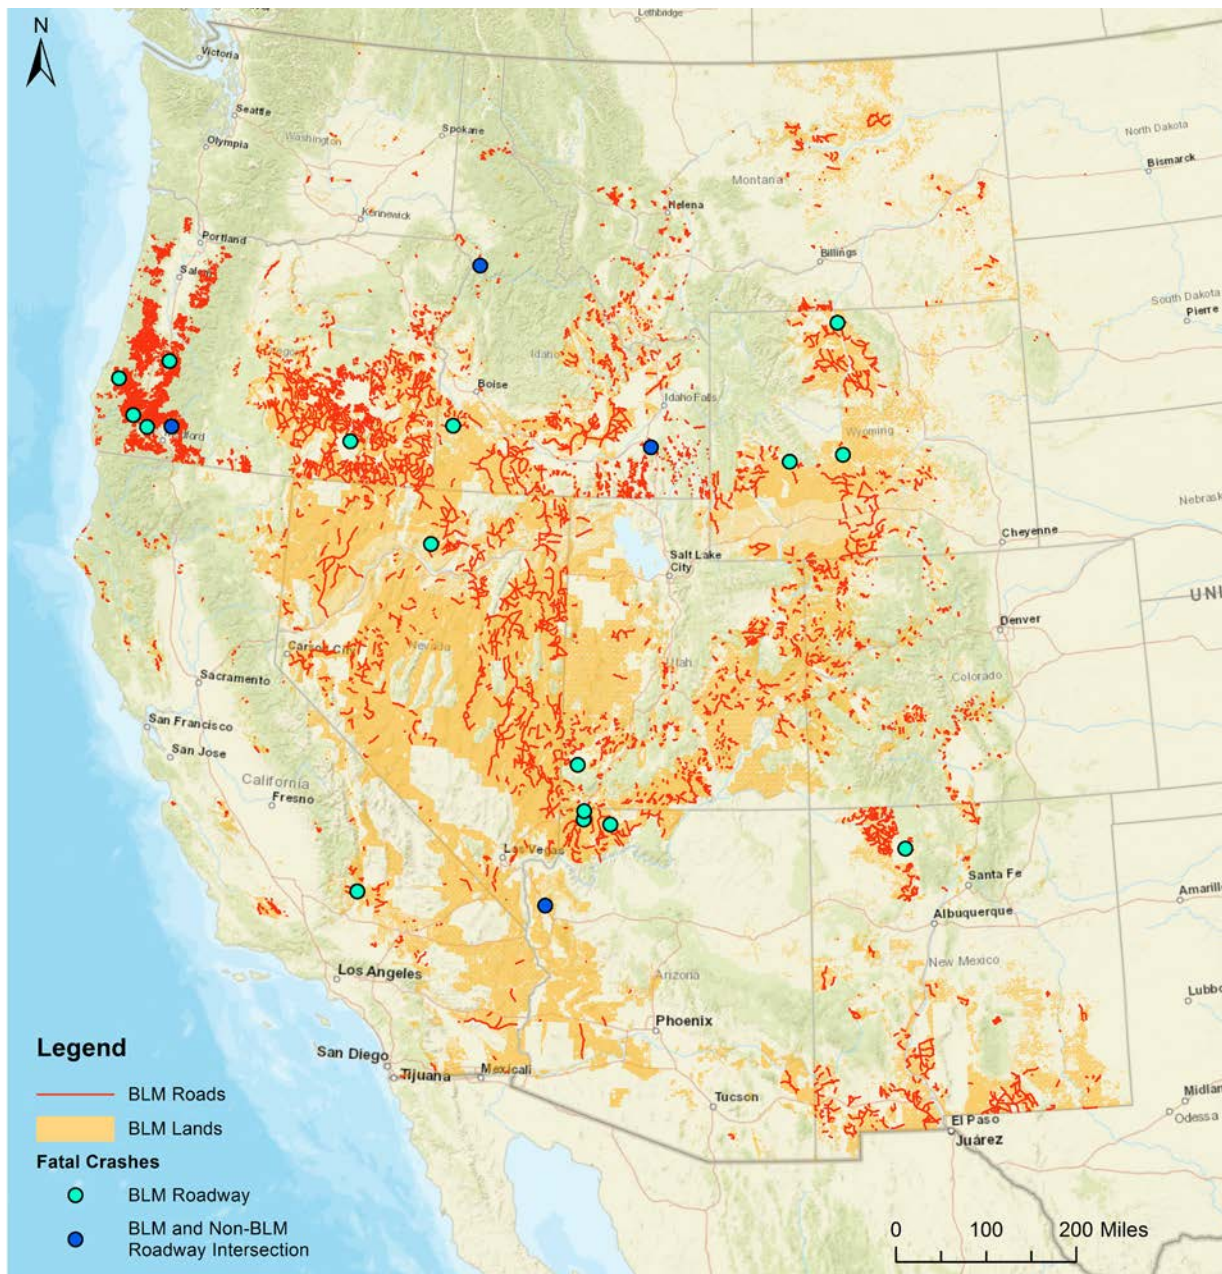 N
Lethbridge
Victoria
Seattle
Spokane
Washington
Olympia
North Dakota
Bismarck
Montana
Helena
Kennewick
Portland
Billings
Salem
South Dakota
Pierre
Idaho
Boise
Idaho Falls
Wyoming
Nebraska
Cheyenne
Salt Lake
City
UNI
Denver
Carson City
Nevada
Utah
Sacramento
Colorado
San Francisco
San Jose
California
Fresno
Las Vegas
Santa Fe
Amarillo
Albuquerque
New Mexico
Los Angeles
Arizona
Lubbo
Phoenix
San Diego
Tijuana
Mexicali
Tucson
Midlan
Odessa
El Paso
Juárez
Legend
BLM Roads
BLM Lands
Fatal Crashes
BLM Roadway
BLM and Non-BLM
Roadway Intersection
0 100 200 Miles